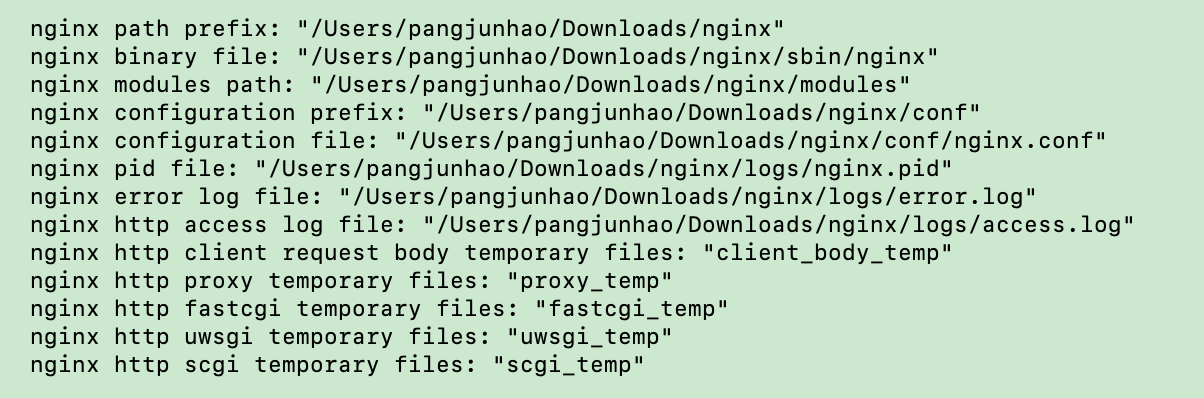 nginx path prefix: "/Users/pangjunhao/Downloads/nginx"
nginx binary file: "/Users/pangjunhao/Downloads/nginx/sbin/nginx"
nginx modules path: "/Users/pangjunhao/Downloads/nginx/modules"
nginx configuration prefix: "/Users/pangjunhao/Downloads/nginx/conf"
nginx configuration file: "/Users/pangjunhao/Downloads/nginx/conf/nginx.conf"
nginx pid file: "/Users/pangjunhao/Downloads/nginx/logs/nginx.pid"
nginx error log file: "/Users/pangjunhao/Downloads/nginx/logs/error.log"
nginx http access log file: "/Users/pangjunhao/Downloads/nginx/logs/access.log"
nginx http client request body temporary files: "client_body_temp"
nginx http proxy temporary files: "proxy_temp"
nginx http fastcgi temporary files: "fastcgi_temp"
nginx http uwsgi temporary files: "uwsgi_temp"
nginx http scgi temporary files: "scgi_temp"